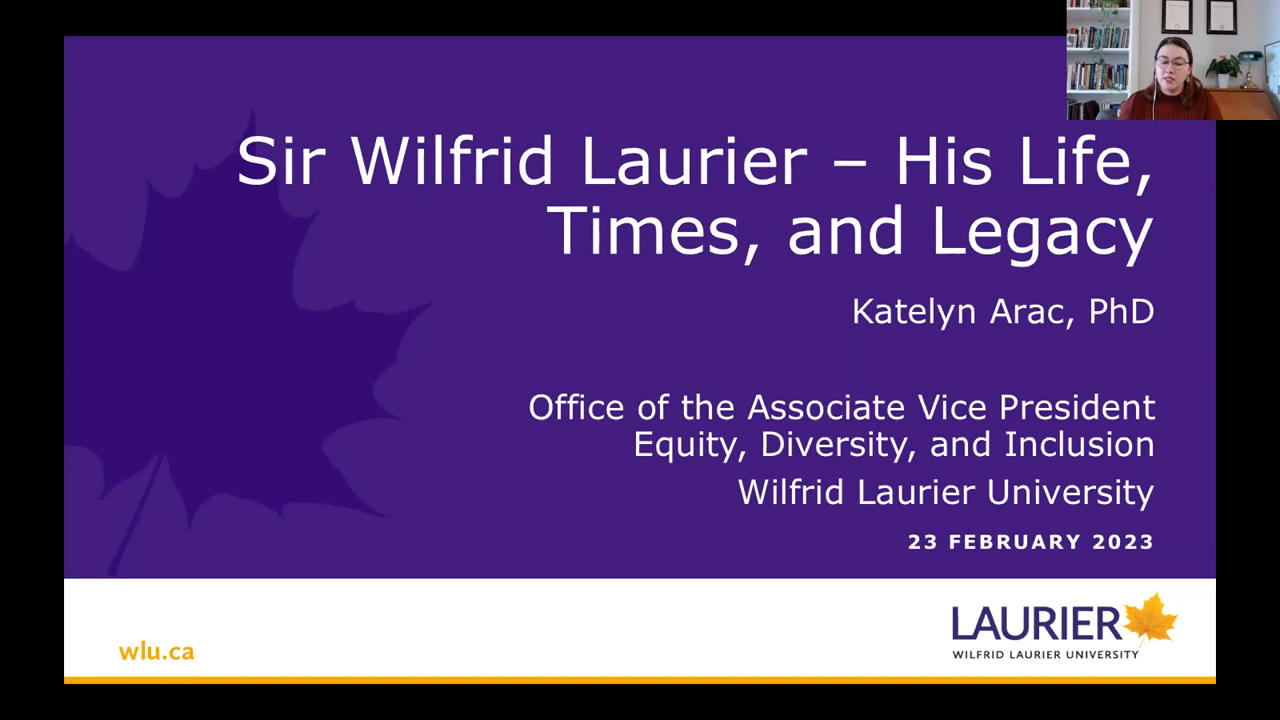 Sir Wilfrid Laurier – His Life,
Times, and Legacy
Katelyn Arac, PhD
Office of the Associate Vice President
Equity, Diversity, and Inclusion
Wilfrid Laurier University
23 FEBRUARY 2023
wlu.ca
LAURIER
WILFRID LAURIER UNIVERSITY